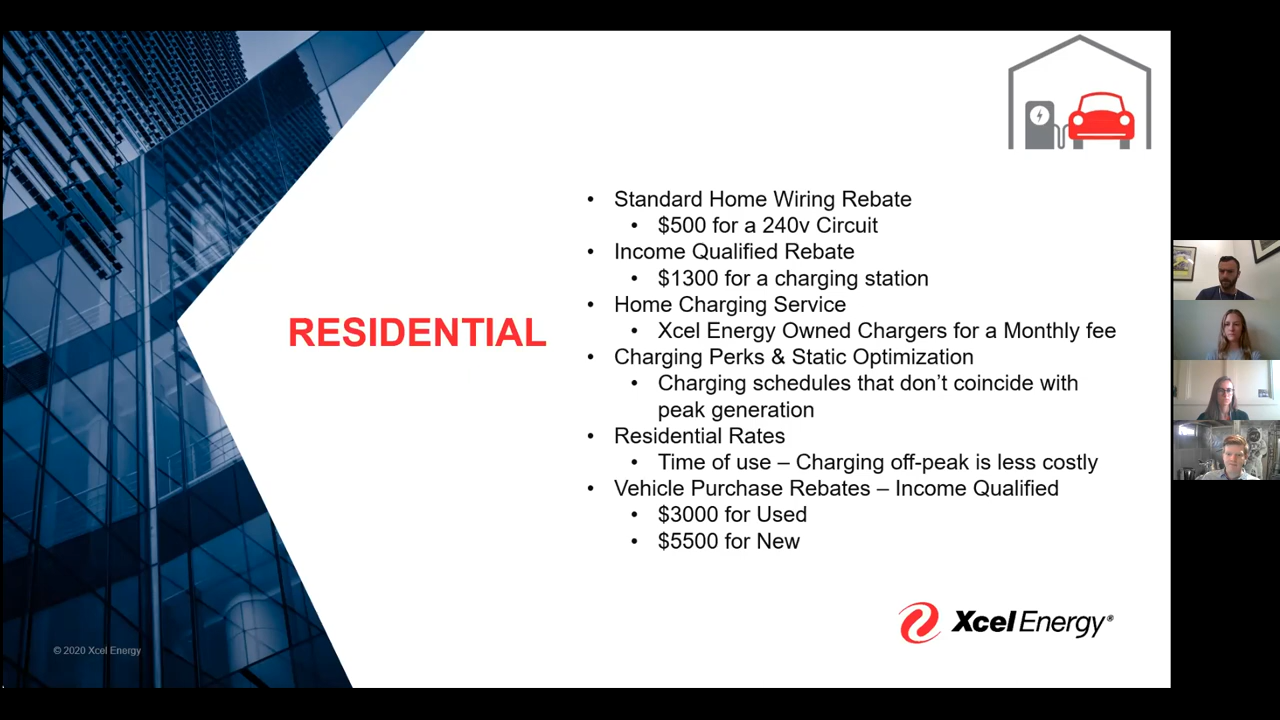 RESIDENTIAL
• Standard Home Wiring Rebate
• $500 for a 240v Circuit
• Income Qualified Rebate
• $1300 for a charging station
• Home Charging Service
• Xcel Energy Owned Chargers for a Monthly fee
• Charging Perks & Static Optimization
• Charging schedules that don’t coincide with
peak generation
• Residential Rates
• Time of use – Charging off-peak is less costly
• Vehicle Purchase Rebates – Income Qualified
• $3000 for Used
• $5500 for New
Xcel Energy®
© 2020 Xcel Energy